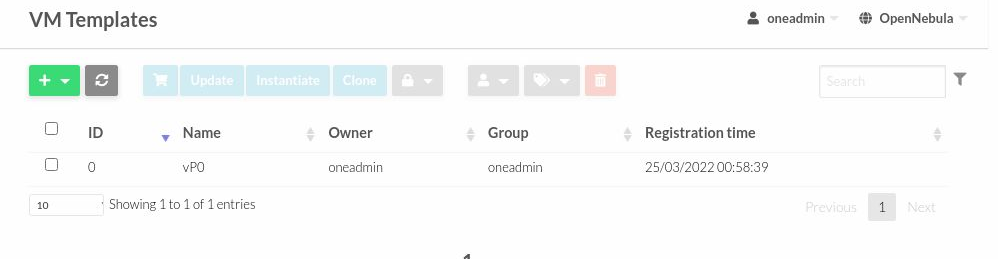 VM Templates
oneadmin
OpenNebula
Update
Instantiate
Clone
Search
ID
Name
Owner
Group
Registration time
0
vP0
oneadmin
oneadmin
25/03/2022 00:58:39
10
Showing 1 to 1 of 1 entries
Previous
1
Next